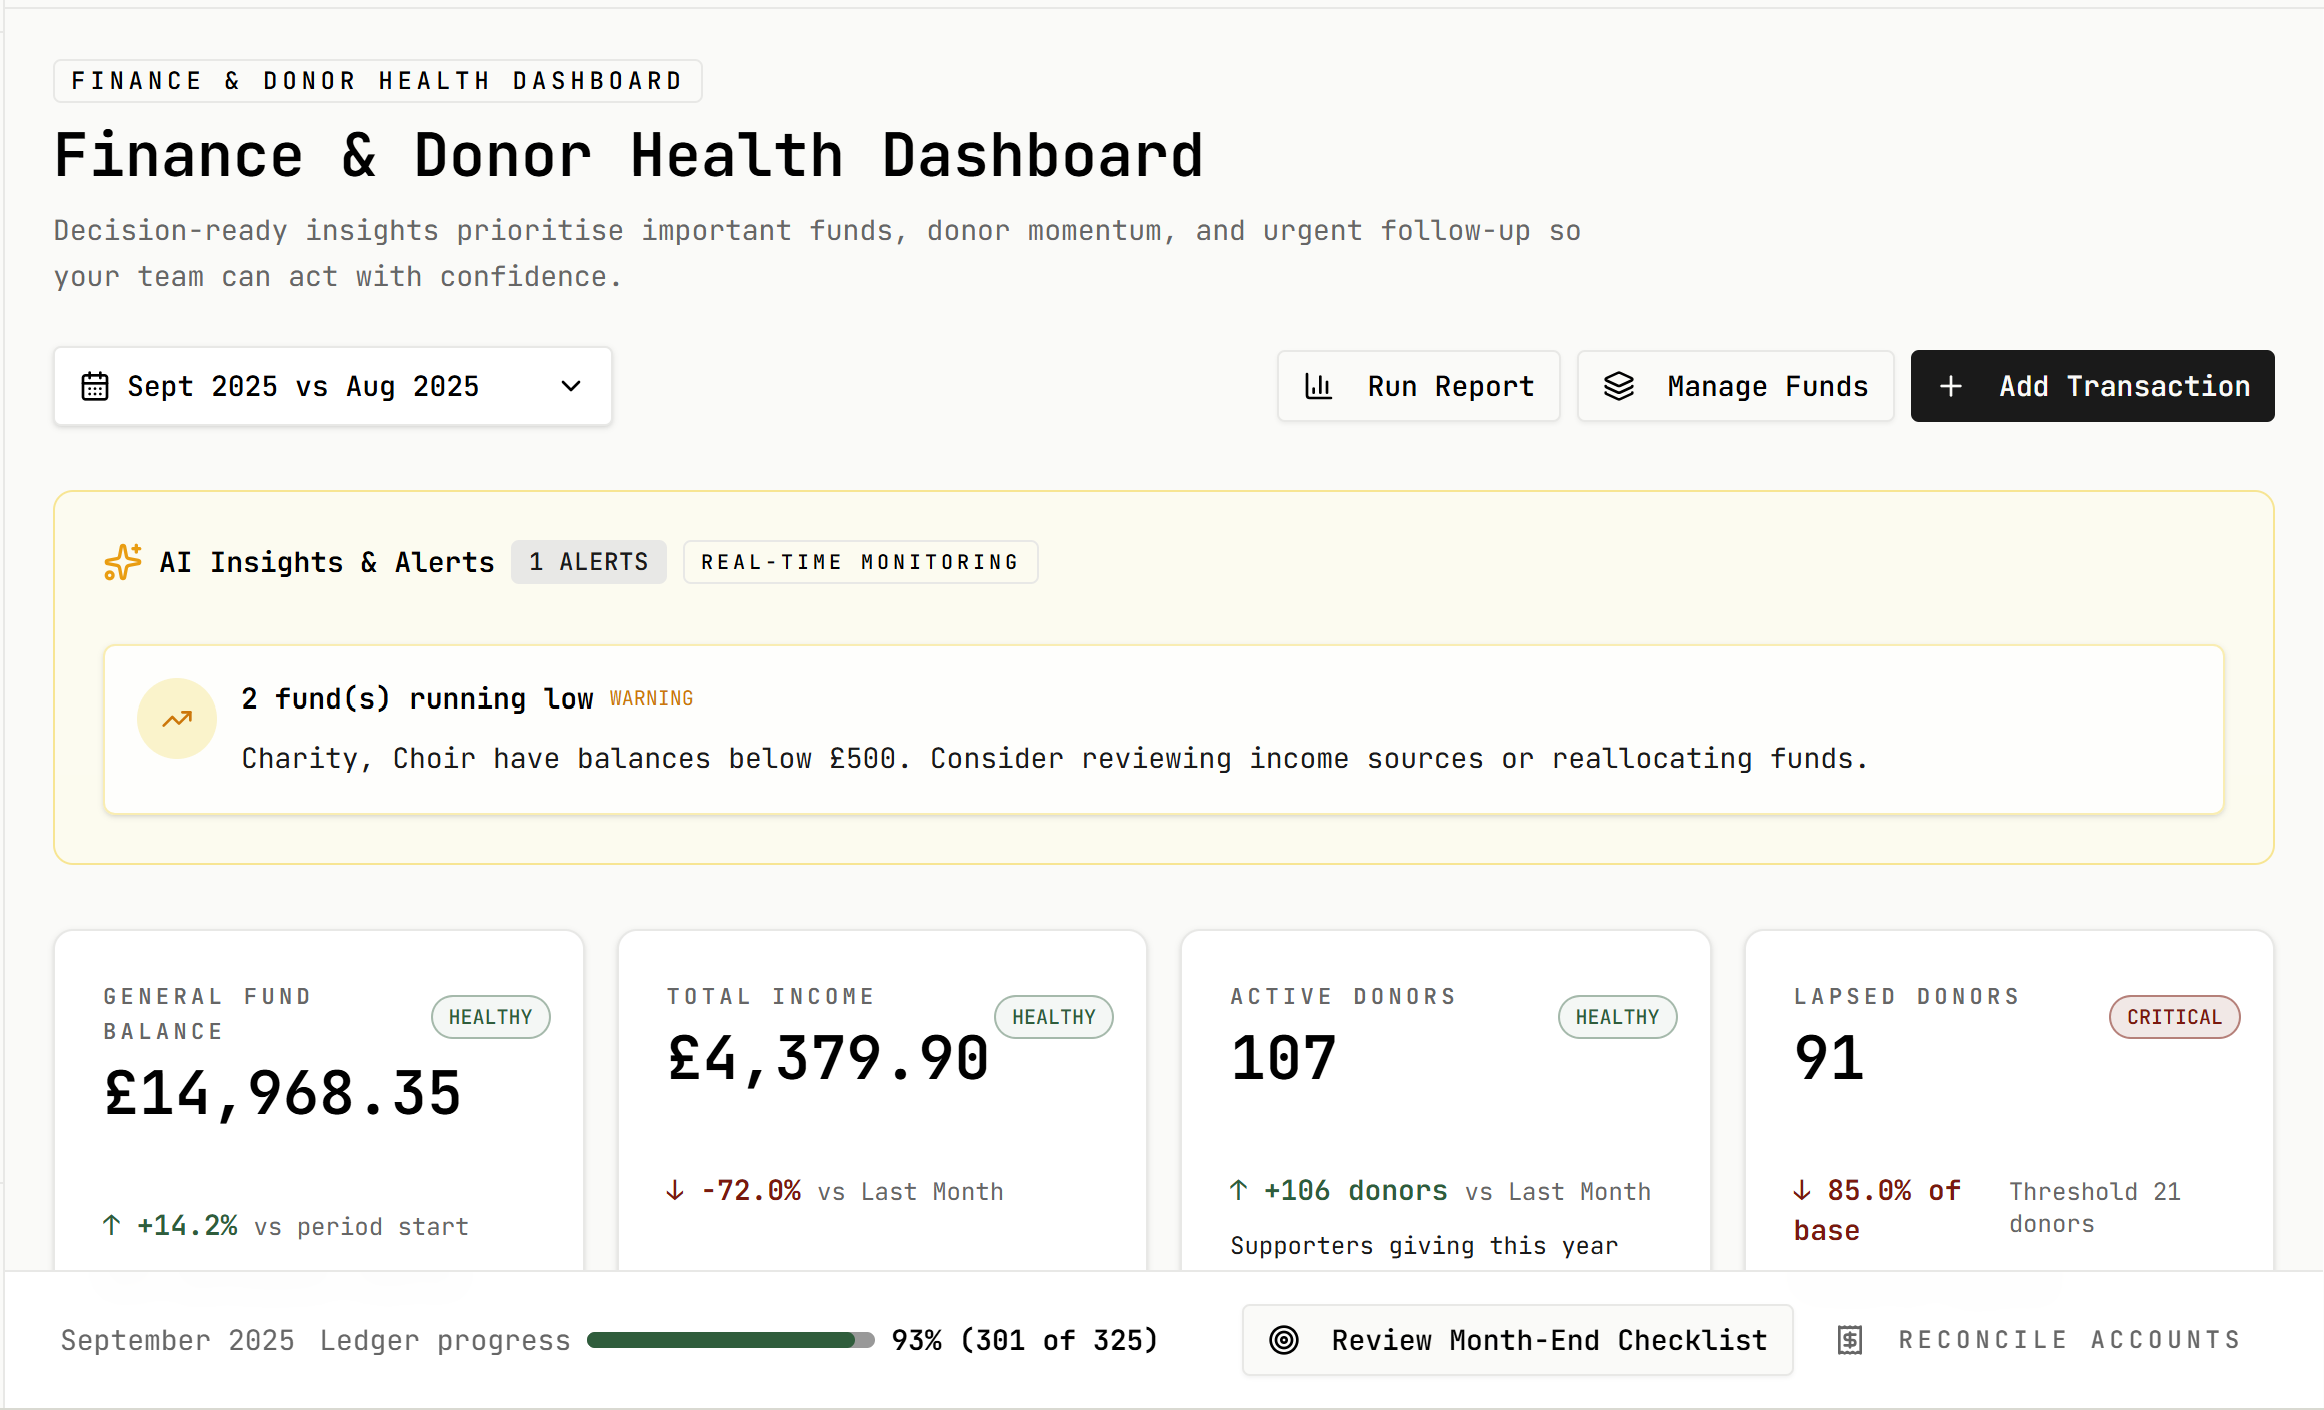 FINANCE & DONOR HEALTH DASHBOARD
Finance & Donor Health Dashboard
Decision-ready insights prioritise important funds, donor momentum, and urgent follow-up so
your team can act with confidence.
Sept 2025 vs Aug 2025
Run Report
Manage Funds
Add Transaction
AI Insights & Alerts
1 ALERTS
REAL-TIME MONITORING
2 fund(s) running low WARNING
Charity, Choir have balances below £500. Consider reviewing income sources or reallocating funds.
GENERAL FUND
BALANCE
HEALTHY
£14,968.35
↑ +14.2% vs period start
TOTAL INCOME
HEALTHY
£4,379.90
↓ -72.0% vs Last Month
ACTIVE DONORS
HEALTHY
107
↑ +106 donors vs Last Month
Supporters giving this year
LAPSED DONORS
CRITICAL
91
↓ 85.0% of
base
Threshold 21
donors
September 2025 Ledger progress 93% (301 of 325)
Review Month-End Checklist
RECONCILE ACCOUNTS